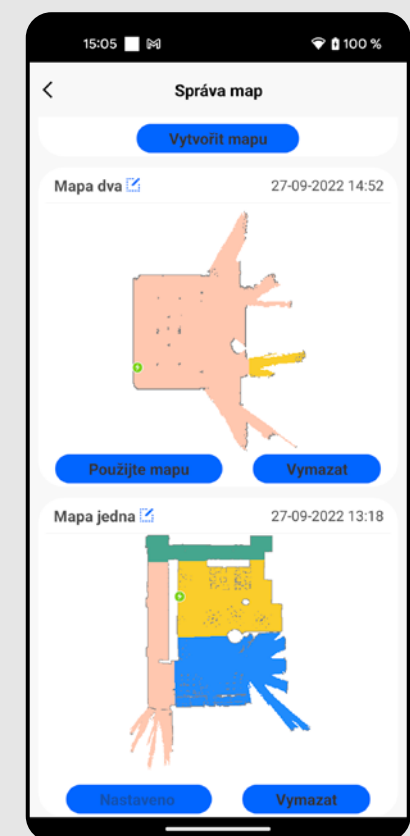 15:05 100 %
Správa map
Vytvořit mapu
Mapa dva 27-09-2022 14:52
Použijte mapu Vymazat
Mapa jedna 27-09-2022 13:18
Nastaveno Vymazat